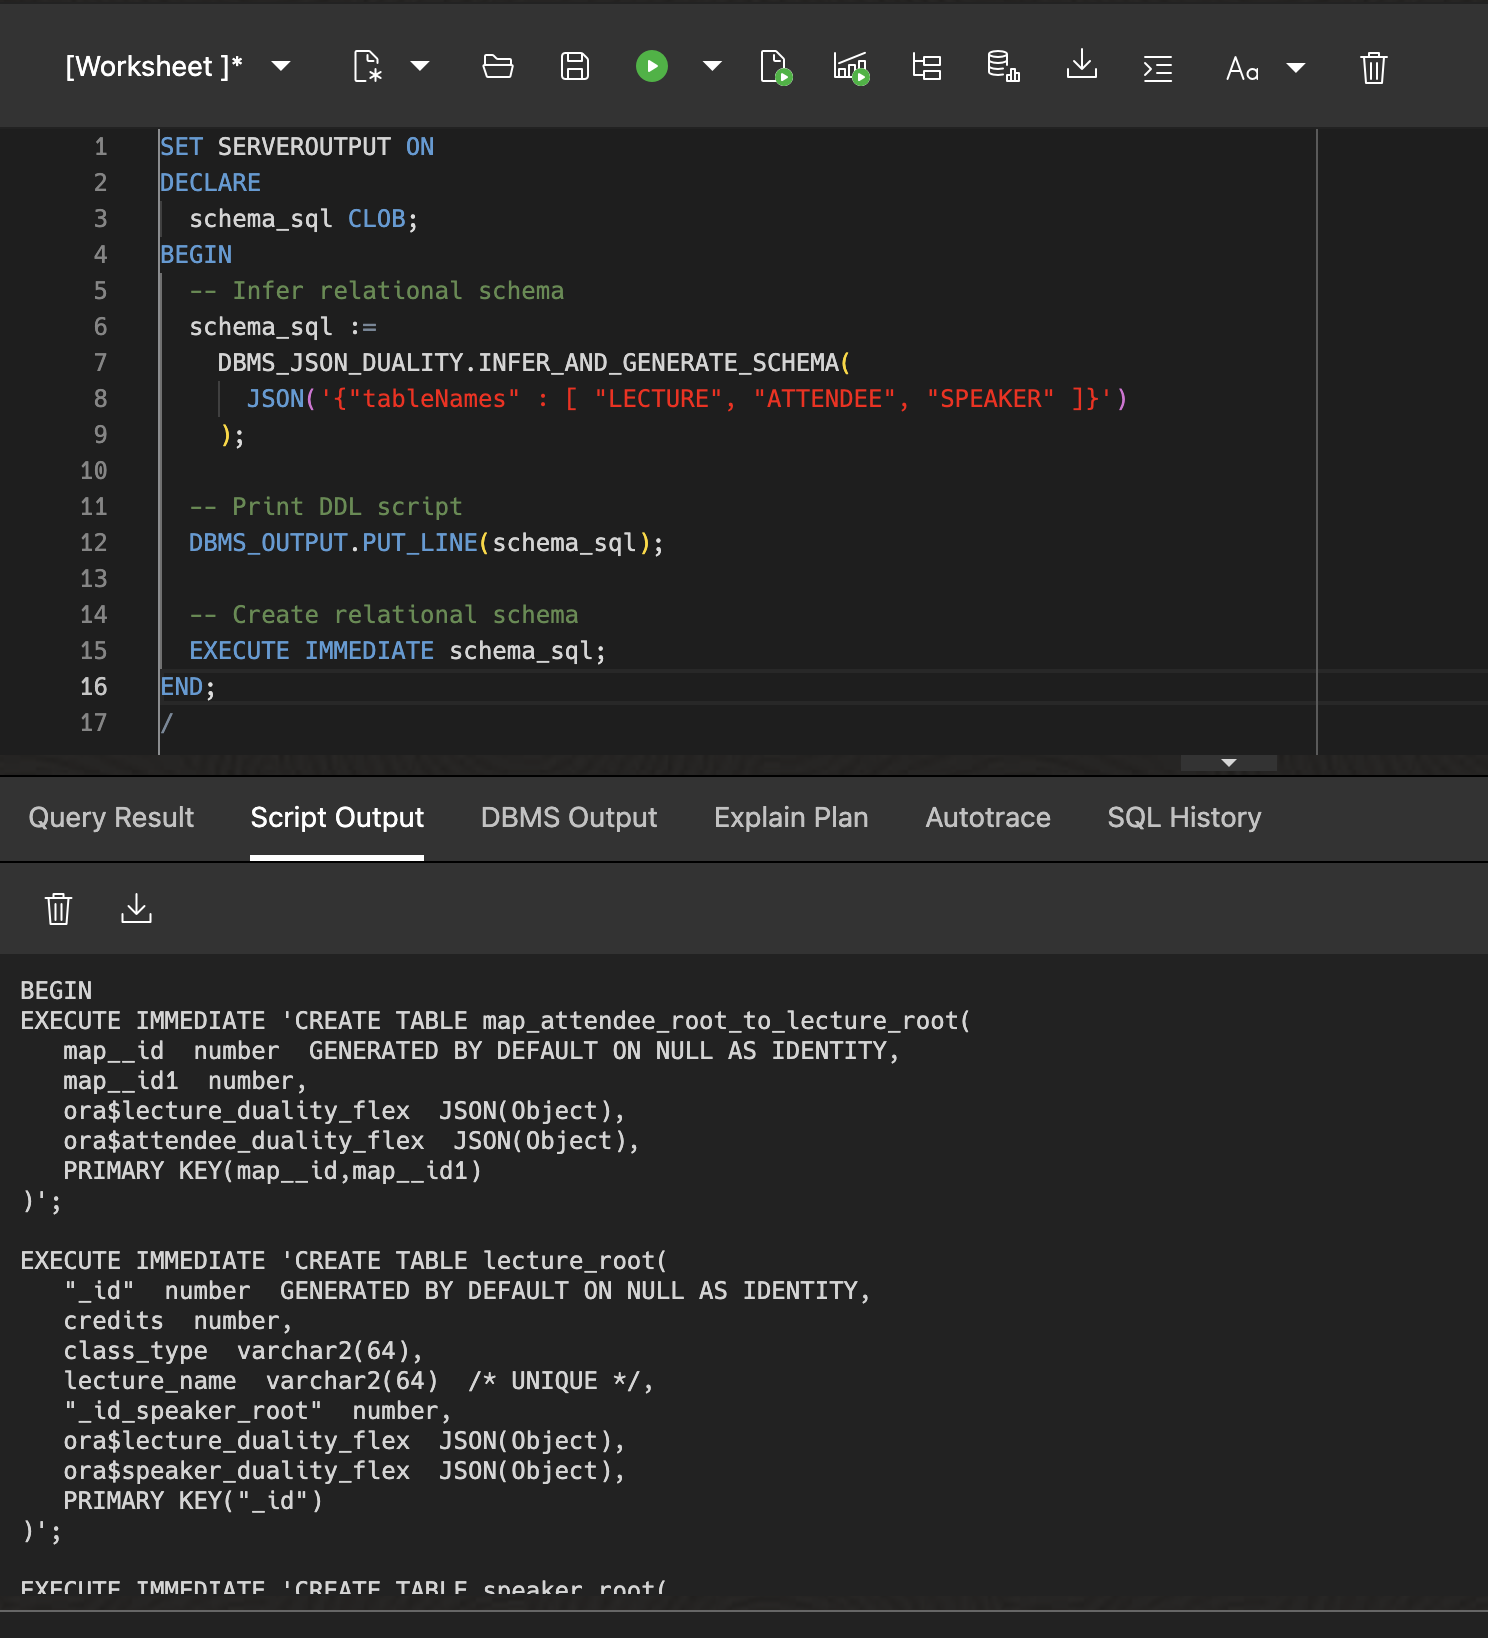 [Worksheet ]*
Aa
1 SET SERVEROUTPUT ON
2 DECLARE
3   schema_sql CLOB;
4 BEGIN
5   -- Infer relational schema
6   schema_sql :=
7     DBMS_JSON_DUALITY.INFER_AND_GENERATE_SCHEMA(
8       JSON('{"tableNames" : [ "LECTURE", "ATTENDEE", "SPEAKER" ]}')
9     );
10
11   -- Print DDL script
12   DBMS_OUTPUT.PUT_LINE(schema_sql);
13
14   -- Create relational schema
15   EXECUTE IMMEDIATE schema_sql;
16 END;
17 /
Query Result Script Output DBMS Output Explain Plan Autotrace SQL History
BEGIN
EXECUTE IMMEDIATE 'CREATE TABLE map_attendee_root_to_lecture_root(
   map__id  number  GENERATED BY DEFAULT ON NULL AS IDENTITY,
   map__id1  number,
   ora$lecture_duality_flex  JSON(Object),
   ora$attendee_duality_flex  JSON(Object),
   PRIMARY KEY(map__id,map__id1)
)';
EXECUTE IMMEDIATE 'CREATE TABLE lecture_root(
   "_id"  number  GENERATED BY DEFAULT ON NULL AS IDENTITY,
   credits  number,
   class_type  varchar2(64),
   lecture_name  varchar2(64)  /* UNIQUE */,
   "_id_speaker_root"  number,
   ora$lecture_duality_flex  JSON(Object),
   ora$speaker_duality_flex  JSON(Object),
   PRIMARY KEY("_id")
)';
EXECUTE IMMEDIATE 'CREATE TABLE speaker_root(